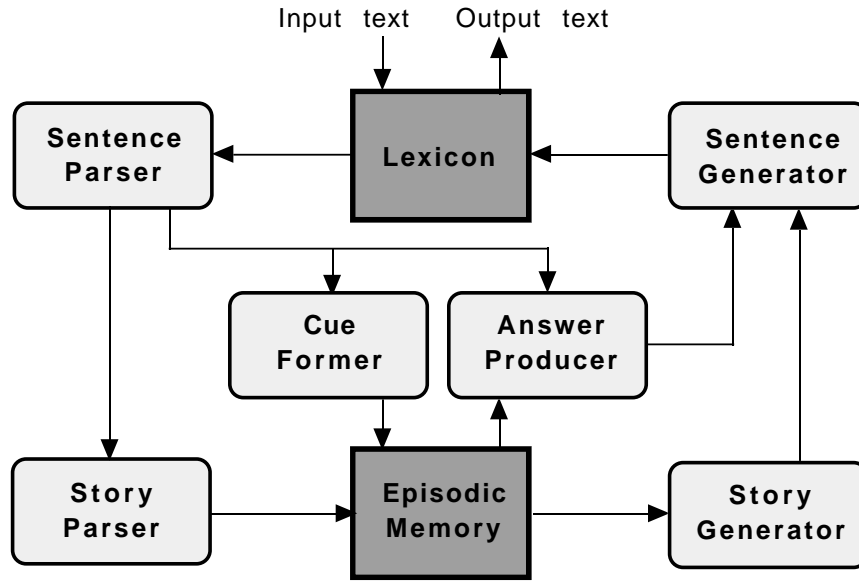 Input text Output text
Sentence
Parser
Lexicon
Sentence
Generator
Cue
Former
Answer
Producer
Story
Parser
Episodic
Memory
Story
Generator